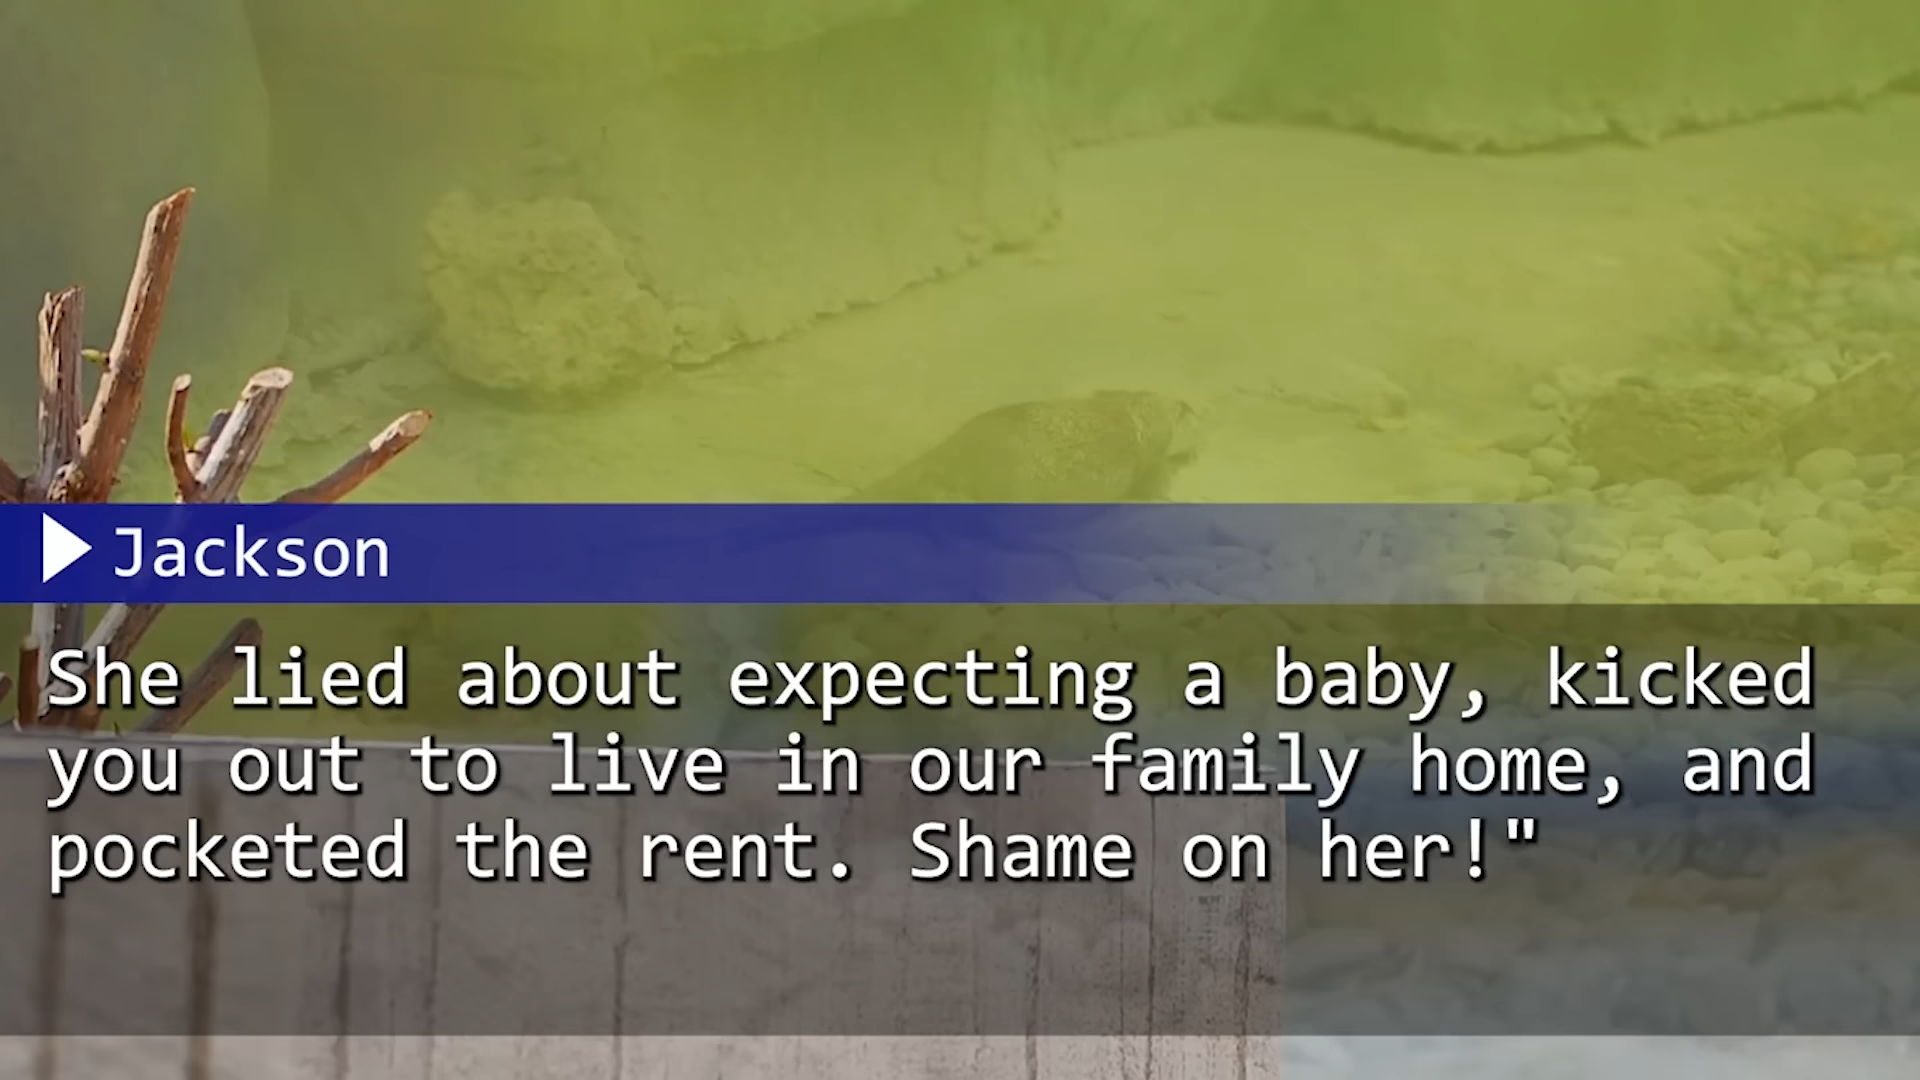 Jackson
She lied about expecting a baby, kicked
you out to live in our family home, and
pocketed the rent. Shame on her!"